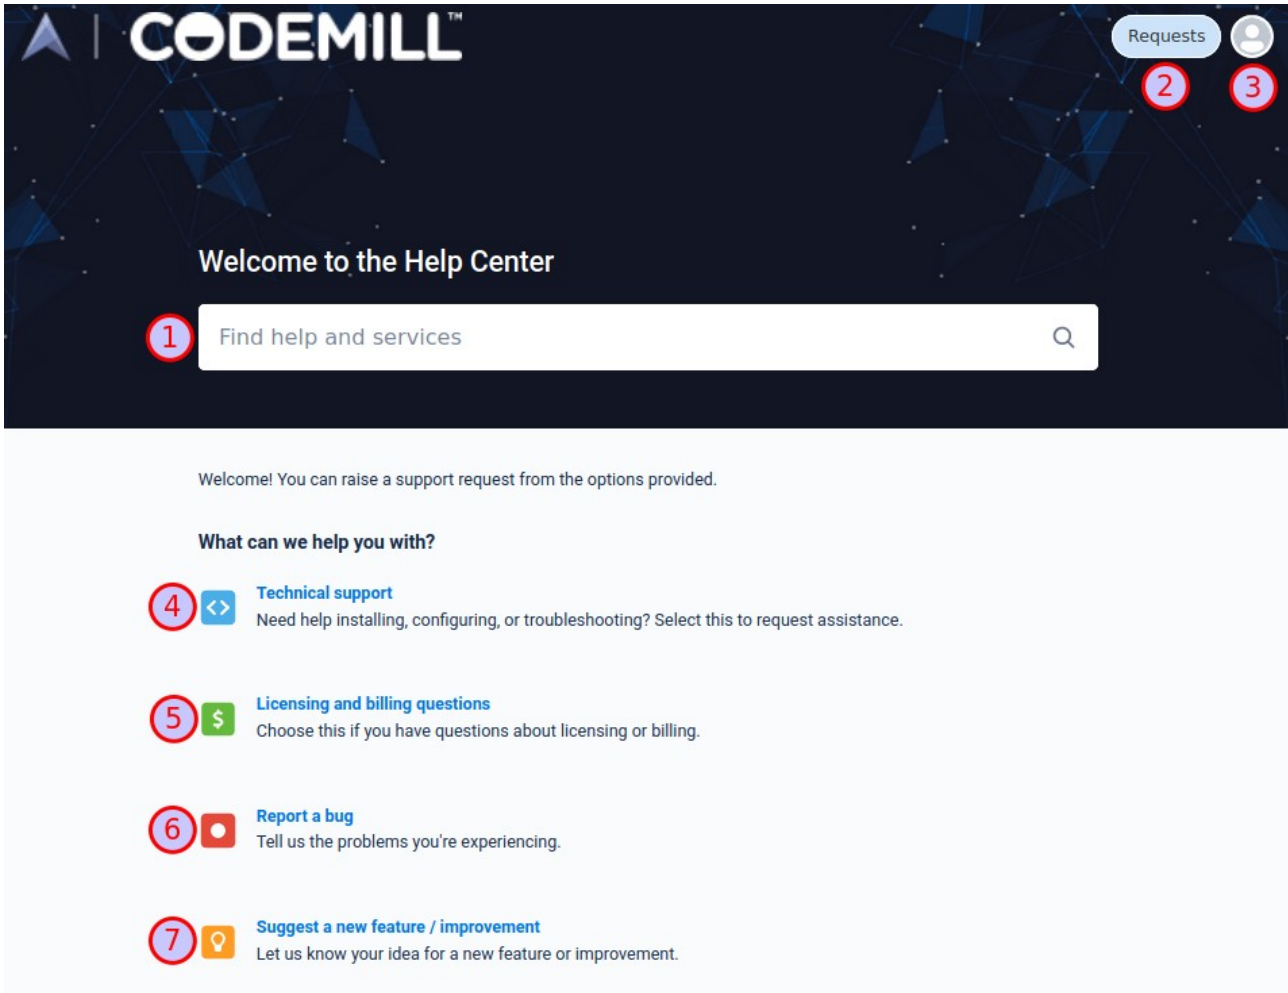 CODEMILL™
Requests
2
3
Welcome to the Help Center
1
Find help and services
Welcome! You can raise a support request from the options provided.
What can we help you with?
4
Technical support
Need help installing, configuring, or troubleshooting? Select this to request assistance.
5
$
Licensing and billing questions
Choose this if you have questions about licensing or billing.
6
Report a bug
Tell us the problems you're experiencing.
7
Suggest a new feature / improvement
Let us know your idea for a new feature or improvement.